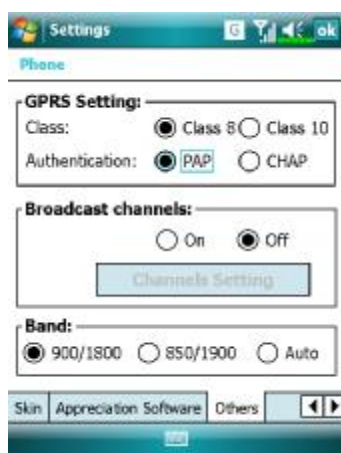 Settings G ok
Phone
GPRS Setting:
Class: Class 8 Class 10
Authentication: PAP CHAP
Broadcast channels:
On Off
Channels Setting
Band:
900/1800 850/1900 Auto
Skin Appreciation Software Others